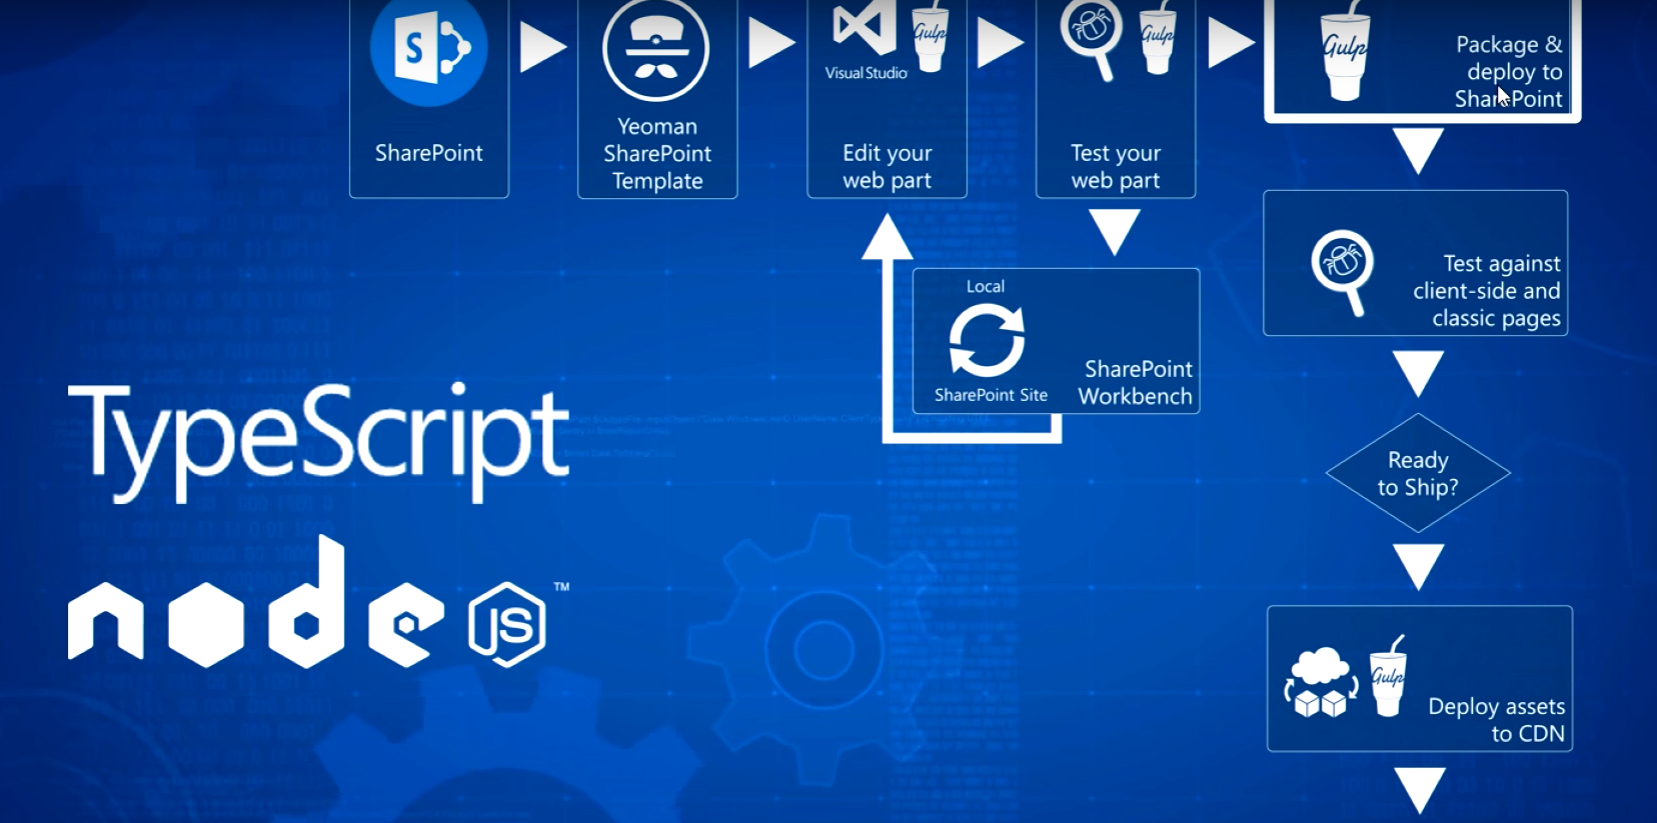 Gulp
Gulp
Gulp
Package &
deploy to
SharePoint
S
Visual Studio
SharePoint
Yeoman
SharePoint
Template
Edit your
web part
Test your
web part
Test against
client-side and
classic pages
Local
SharePoint Site
SharePoint
Workbench
TypeScript
Ready
to Ship?
node JS ™
Gulp
Deploy assets
to CDN